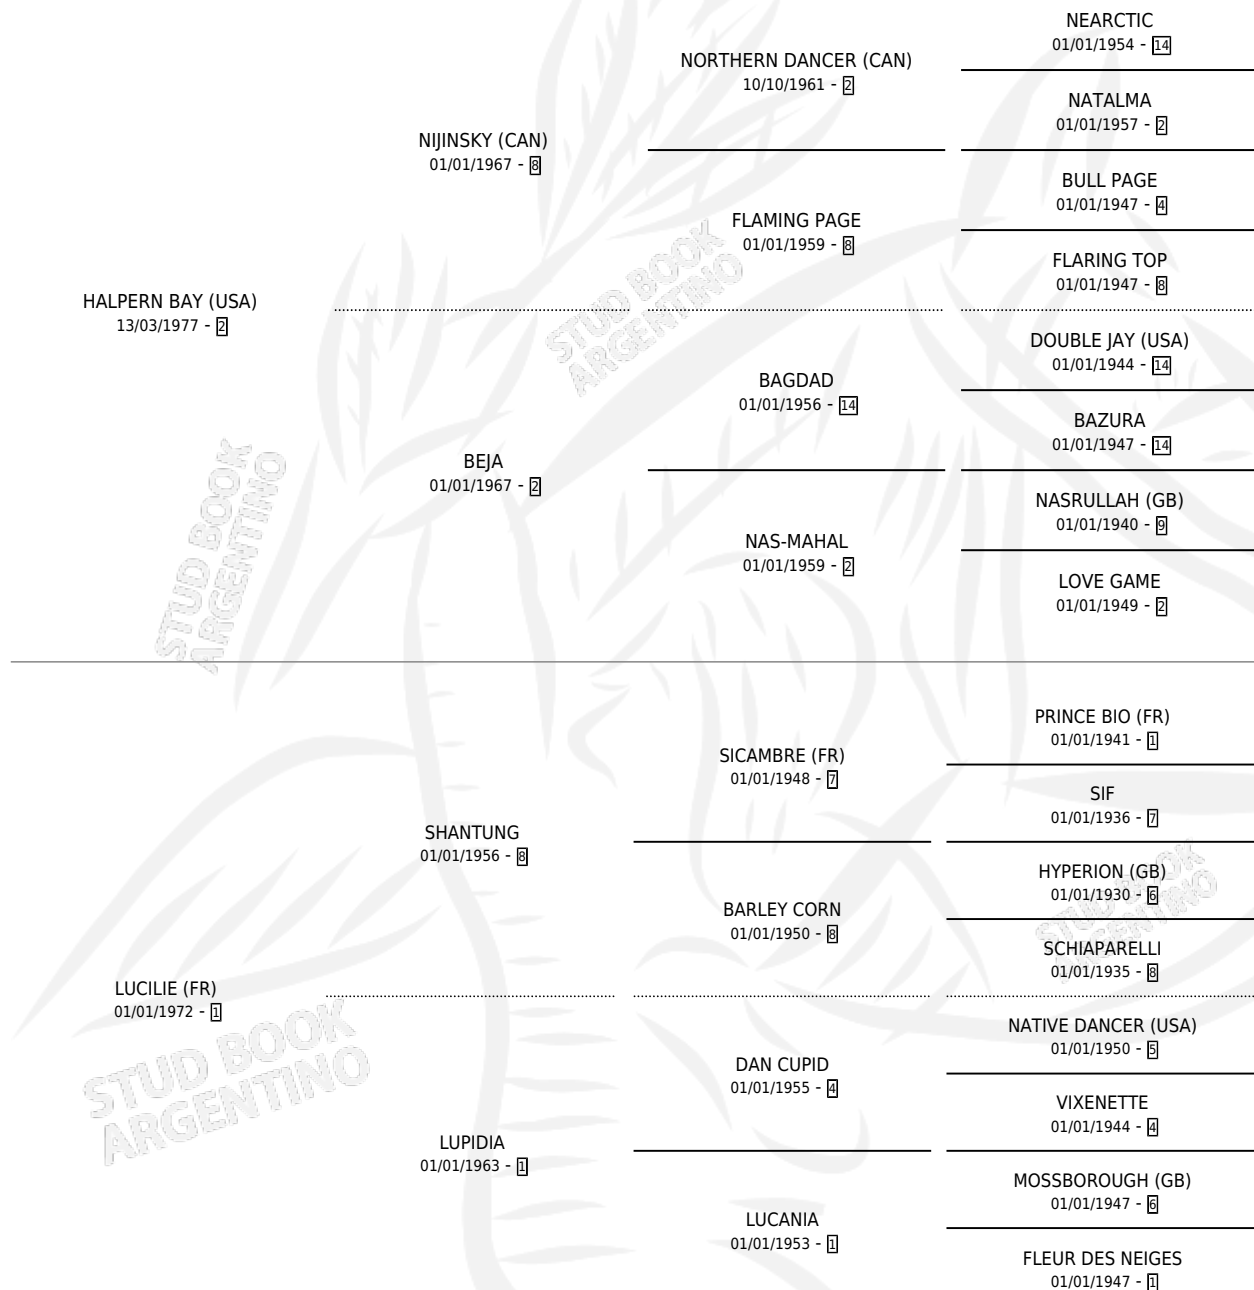 NEARCTIC
01/01/1954 - 14
NORTHERN DANCER (CAN)
10/10/1961 - 2
NATALMA
01/01/1957 - 2
NIJINSKY (CAN)
01/01/1967 - 8
BULL PAGE
01/01/1947 - 4
FLAMING PAGE
01/01/1959 - 8
FLARING TOP
01/01/1947 - 8
HALPERN BAY (USA)
13/03/1977 - 2
DOUBLE JAY (USA)
01/01/1944 - 14
BAGDAD
01/01/1956 - 14
BAZURA
01/01/1947 - 14
BEJA
01/01/1967 - 2
NASRULLAH (GB)
01/01/1940 - 9
NAS-MAHAL
01/01/1959 - 2
LOVE GAME
01/01/1949 - 2
PRINCE BIO (FR)
01/01/1941 - 1
SICAMBRE (FR)
01/01/1948 - 7
SIF
01/01/1936 - 7
SHANTUNG
01/01/1956 - 8
HYPERION (GB)
01/01/1930 - 6
BARLEY CORN
01/01/1950 - 8
SCHIAPARELLI
01/01/1935 - 8
LUCILIE (FR)
01/01/1972 - 1
NATIVE DANCER (USA)
01/01/1950 - 5
DAN CUPID
01/01/1955 - 4
VIXENETTE
01/01/1944 - 4
LUPIDIA
01/01/1963 - 1
MOSSBOROUGH (GB)
01/01/1947 - 6
LUCANIA
01/01/1953 - 1
FLEUR DES NEIGES
01/01/1947 - 1
STUD BOOK
ARGENTINO
STUD BOOK
ARGENTINO
STUD BOOK
ARGENTINO
STUD BOOK
ARGENTINO